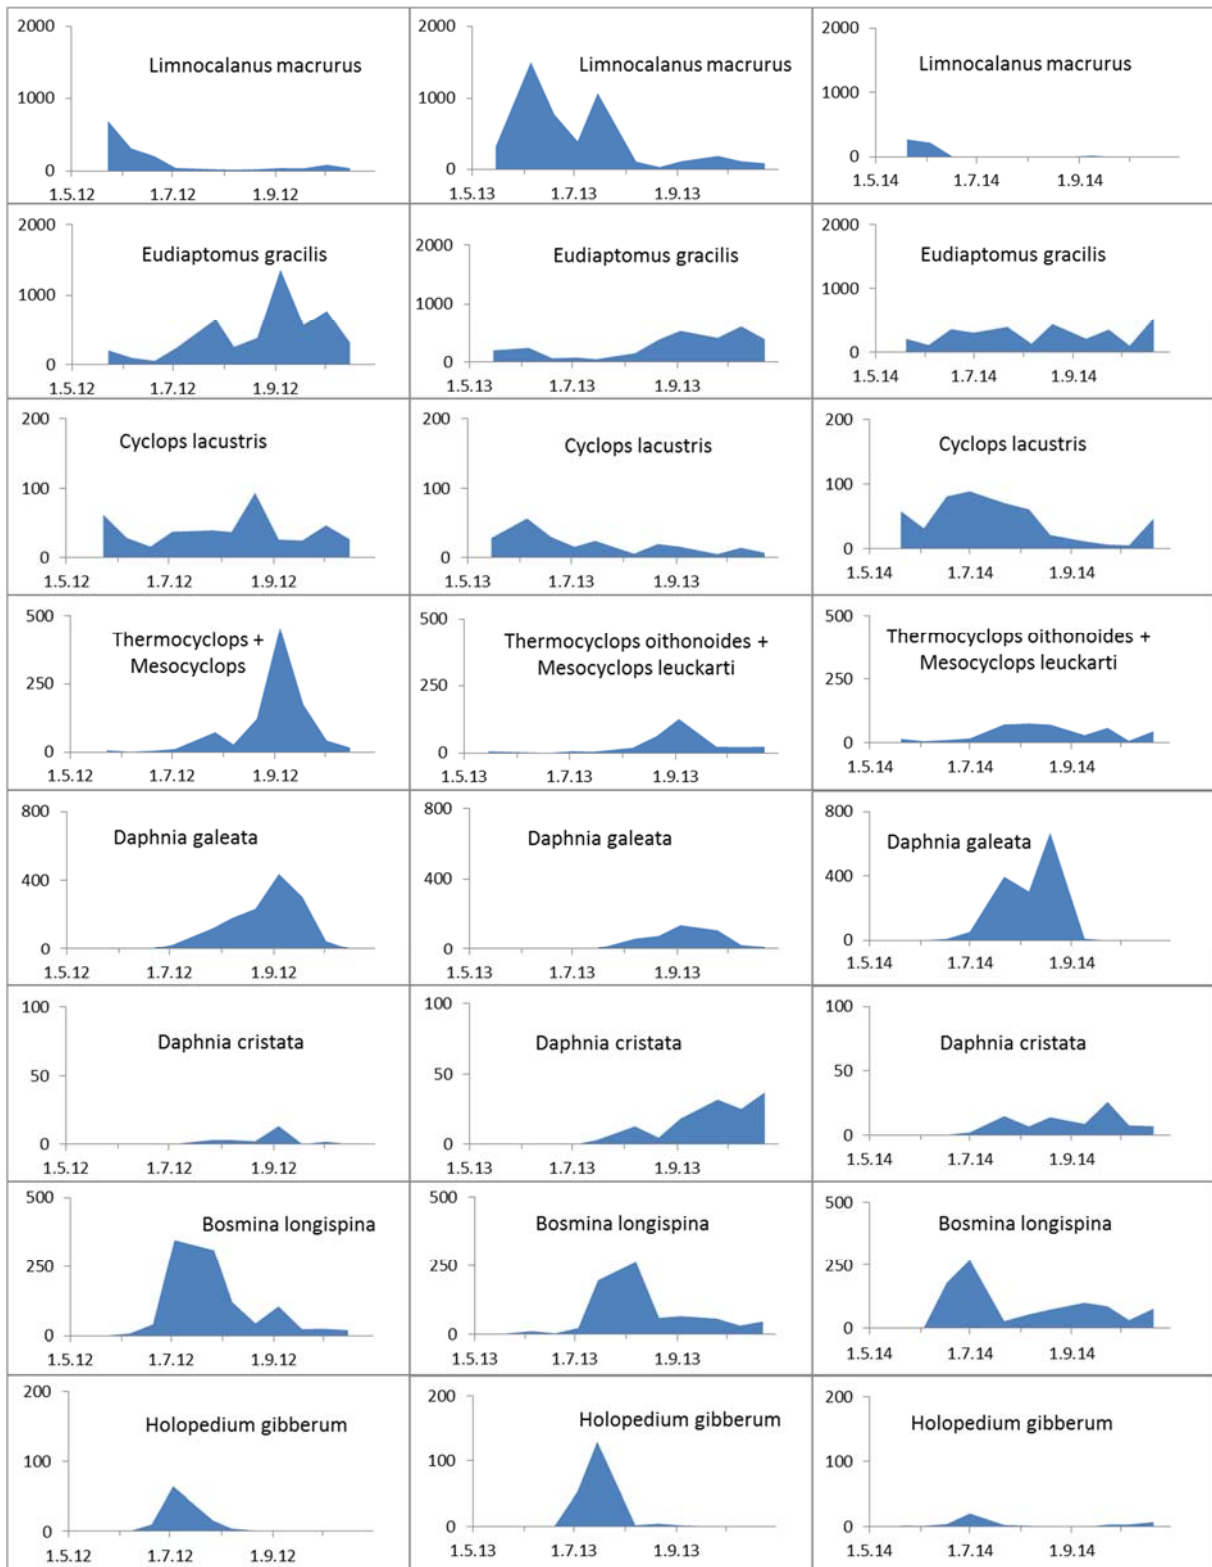 2000
Limnocalanus macrurus
1000
0
1.5.12 1.7.12 1.9.12
2000
Limnocalanus macrurus
1000
0
1.5.13 1.7.13 1.9.13
2000
Limnocalanus macrurus
1000
0
1.5.14 1.7.14 1.9.14
2000
Eudiaptomus gracilis
1000
0
1.5.12 1.7.12 1.9.12
2000
Eudiaptomus gracilis
1000
0
1.5.13 1.7.13 1.9.13
2000
Eudiaptomus gracilis
1000
0
1.5.14 1.7.14 1.9.14
200
Cyclops lacustris
100
0
1.5.12 1.7.12 1.9.12
200
Cyclops lacustris
100
0
1.5.13 1.7.13 1.9.13
200
Cyclops lacustris
100
0
1.5.14 1.7.14 1.9.14
500
Thermocyclops +
Mesocyclops
250
0
1.5.12 1.7.12 1.9.12
500
Thermocyclops oithonoides +
Mesocyclops leuckarti
250
0
1.5.13 1.7.13 1.9.13
500
Thermocyclops oithonoides +
Mesocyclops leuckarti
250
0
1.5.14 1.7.14 1.9.14
800
Daphnia galeata
400
0
1.5.12 1.7.12 1.9.12
800
Daphnia galeata
400
0
1.5.13 1.7.13 1.9.13
800
Daphnia galeata
400
0
1.5.14 1.7.14 1.9.14
100
Daphnia cristata
50
0
1.5.12 1.7.12 1.9.12
100
Daphnia cristata
50
0
1.5.13 1.7.13 1.9.13
100
Daphnia cristata
50
0
1.5.14 1.7.14 1.9.14
500
Bosmina longispina
250
0
1.5.12 1.7.12 1.9.12
500
Bosmina longispina
250
0
1.5.13 1.7.13 1.9.13
500
Bosmina longispina
250
0
1.5.14 1.7.14 1.9.14
200
Holopedium gibberum
100
0
1.5.12 1.7.12 1.9.12
200
Holopedium gibberum
100
0
1.5.13 1.7.13 1.9.13
200
Holopedium gibberum
100
0
1.5.14 1.7.14 1.9.14